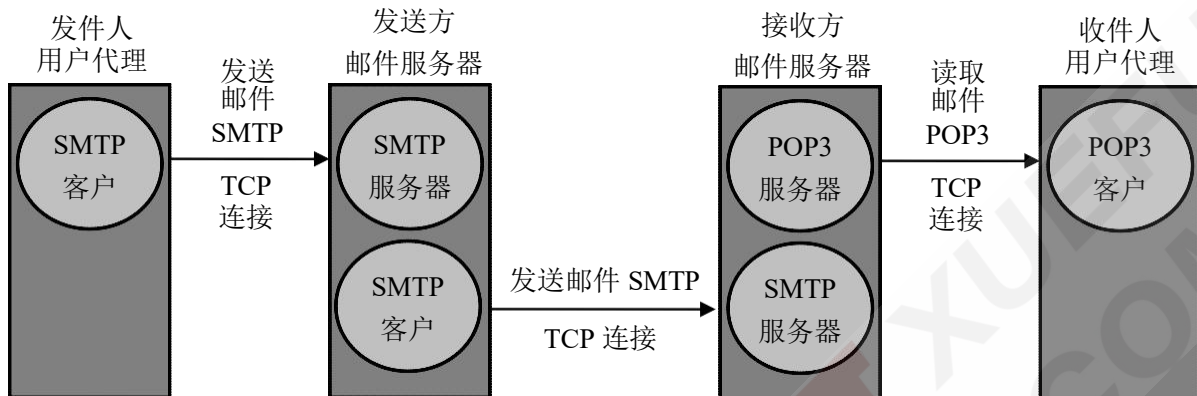 发件人
用户代理
发送方
邮件服务器
接收方
邮件服务器
收件人
用户代理
发送
邮件
SMTP
TCP
连接
读取
邮件
POP3
TCP
连接
SMTP
客户
SMTP
服务器
POP3
服务器
POP3
客户
SMTP
客户
发送邮件 SMTP
TCP 连接
SMTP
服务器